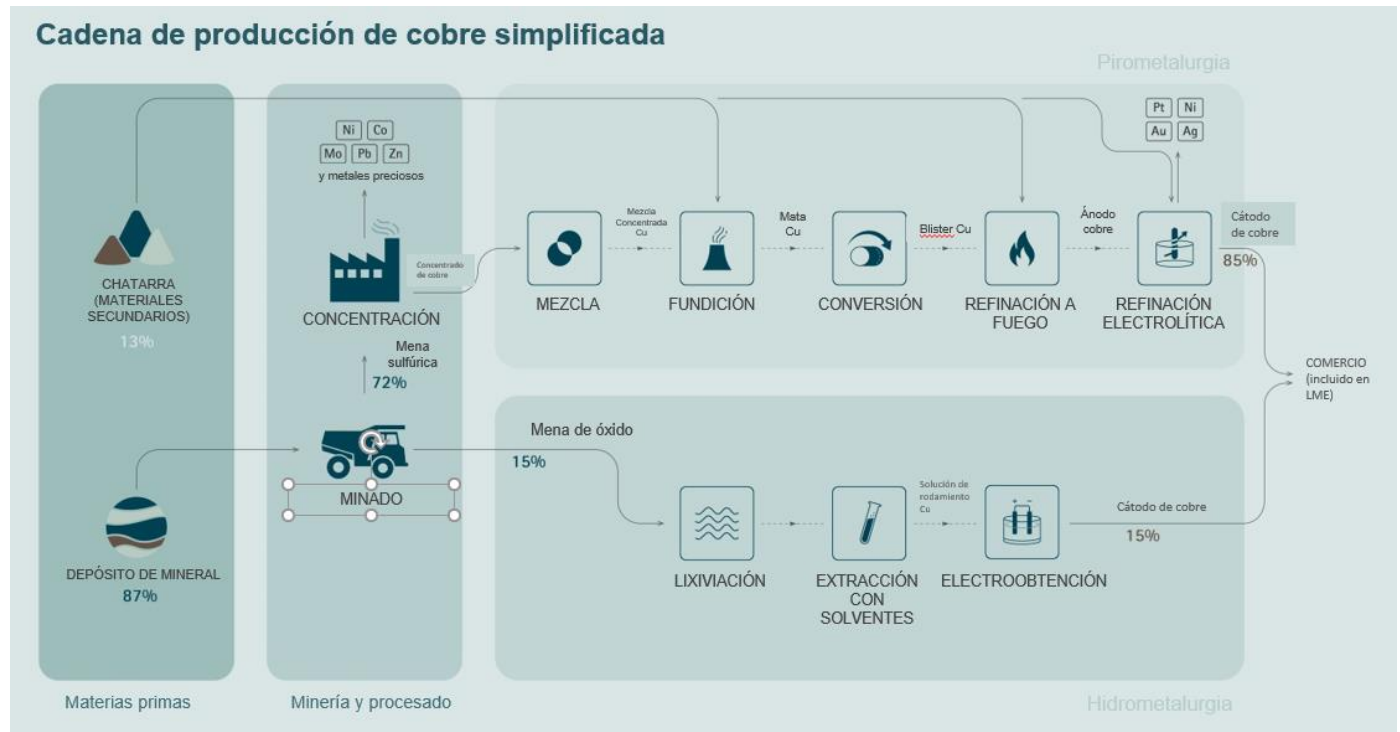 Cadena de producción de cobre simplificada
Pirometalurgia
Pt Ni
Au Ag
Ni Co
Mo Pb Zn
y metales preciosos
CHATARRA
(MATERIALES
SECUNDARIOS)
13%
Concentrado
de cobre
CONCENTRACIÓN
Mena
sulfúrica
72%
MEZCLA
Mezcla
Concentrada
Cu
FUNDICIÓN
Mata
Cu
CONVERSIÓN
Blister Cu
REFINACIÓN A
FUEGO
Ánodo
cobre
REFINACIÓN
ELECTROLÍTICA
Cátodo
de cobre
85%
COMERCIO
(incluido en
LME)
DEPÓSITO DE MINERAL
87%
MINADO
Mena de óxido
15%
LIXIVIACIÓN
EXTRACCIÓN
CON
SOLVENTES
Solución de
rodamiento
Cu
ELECTROOBTENCIÓN
Cátodo de cobre
15%
Materias primas
Minería y procesado
Hidrometalurgia